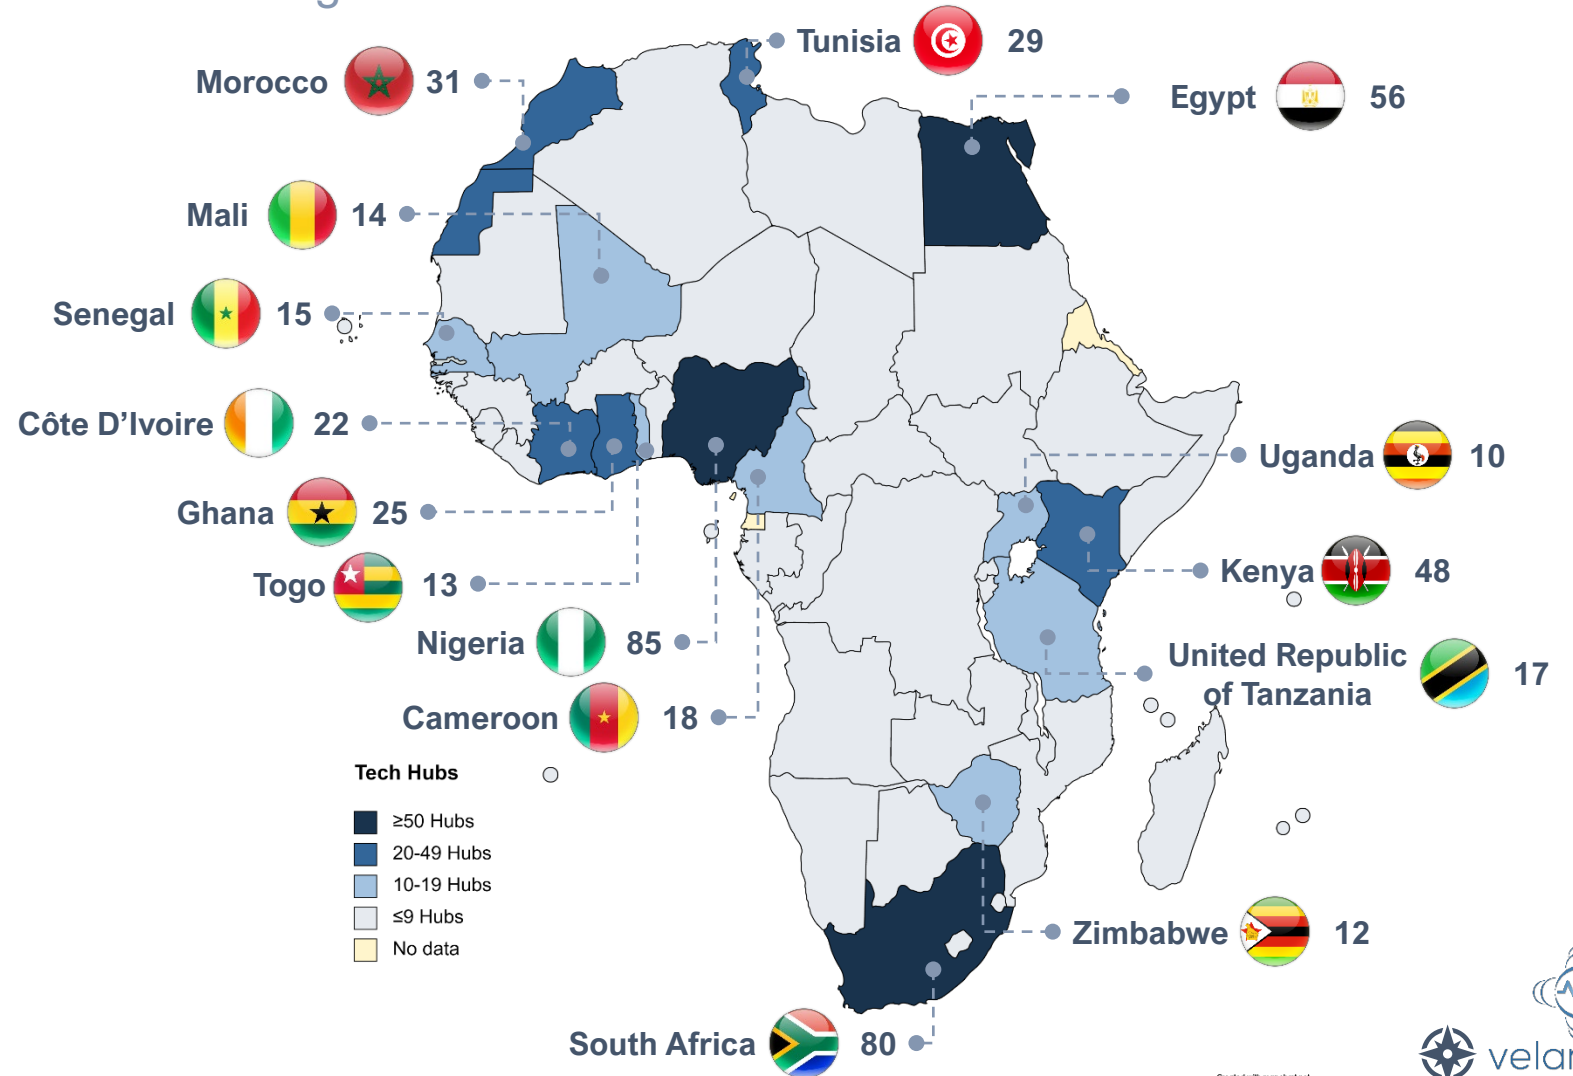 Tunisia 29
Morocco 31
Egypt 56
Mali 14
Senegal 15
Côte D’Ivoire 22
Uganda 10
Ghana 25
Kenya 48
Togo 13
Nigeria 85
United Republic
of Tanzania 17
Cameroon 18
Tech Hubs
≥50 Hubs
20-49 Hubs
10-19 Hubs
≤9 Hubs
No data
Zimbabwe 12
South Africa 80